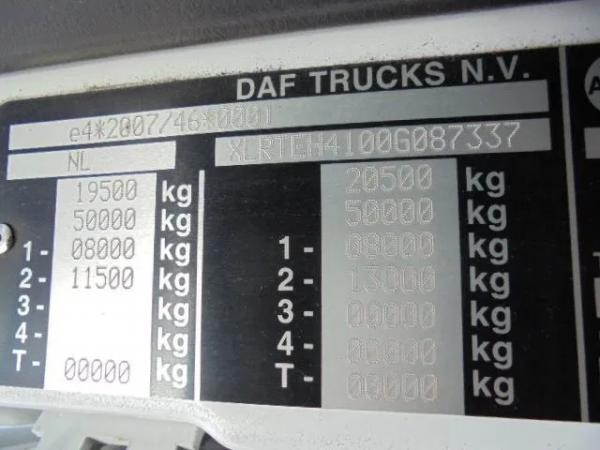 DAF TRUCKS N.V.
e4*2007/46*0001
NL XLRTEH4100G087337
19500 kg 20500 kg
50000 kg 50000 kg
1- 08000 kg 1- 08000 kg
2- 11500 kg 2- 13000 kg
3- kg 3- 00000 kg
4- kg 4- 00000 kg
T- 00000 kg T- 00000 kg
A
T